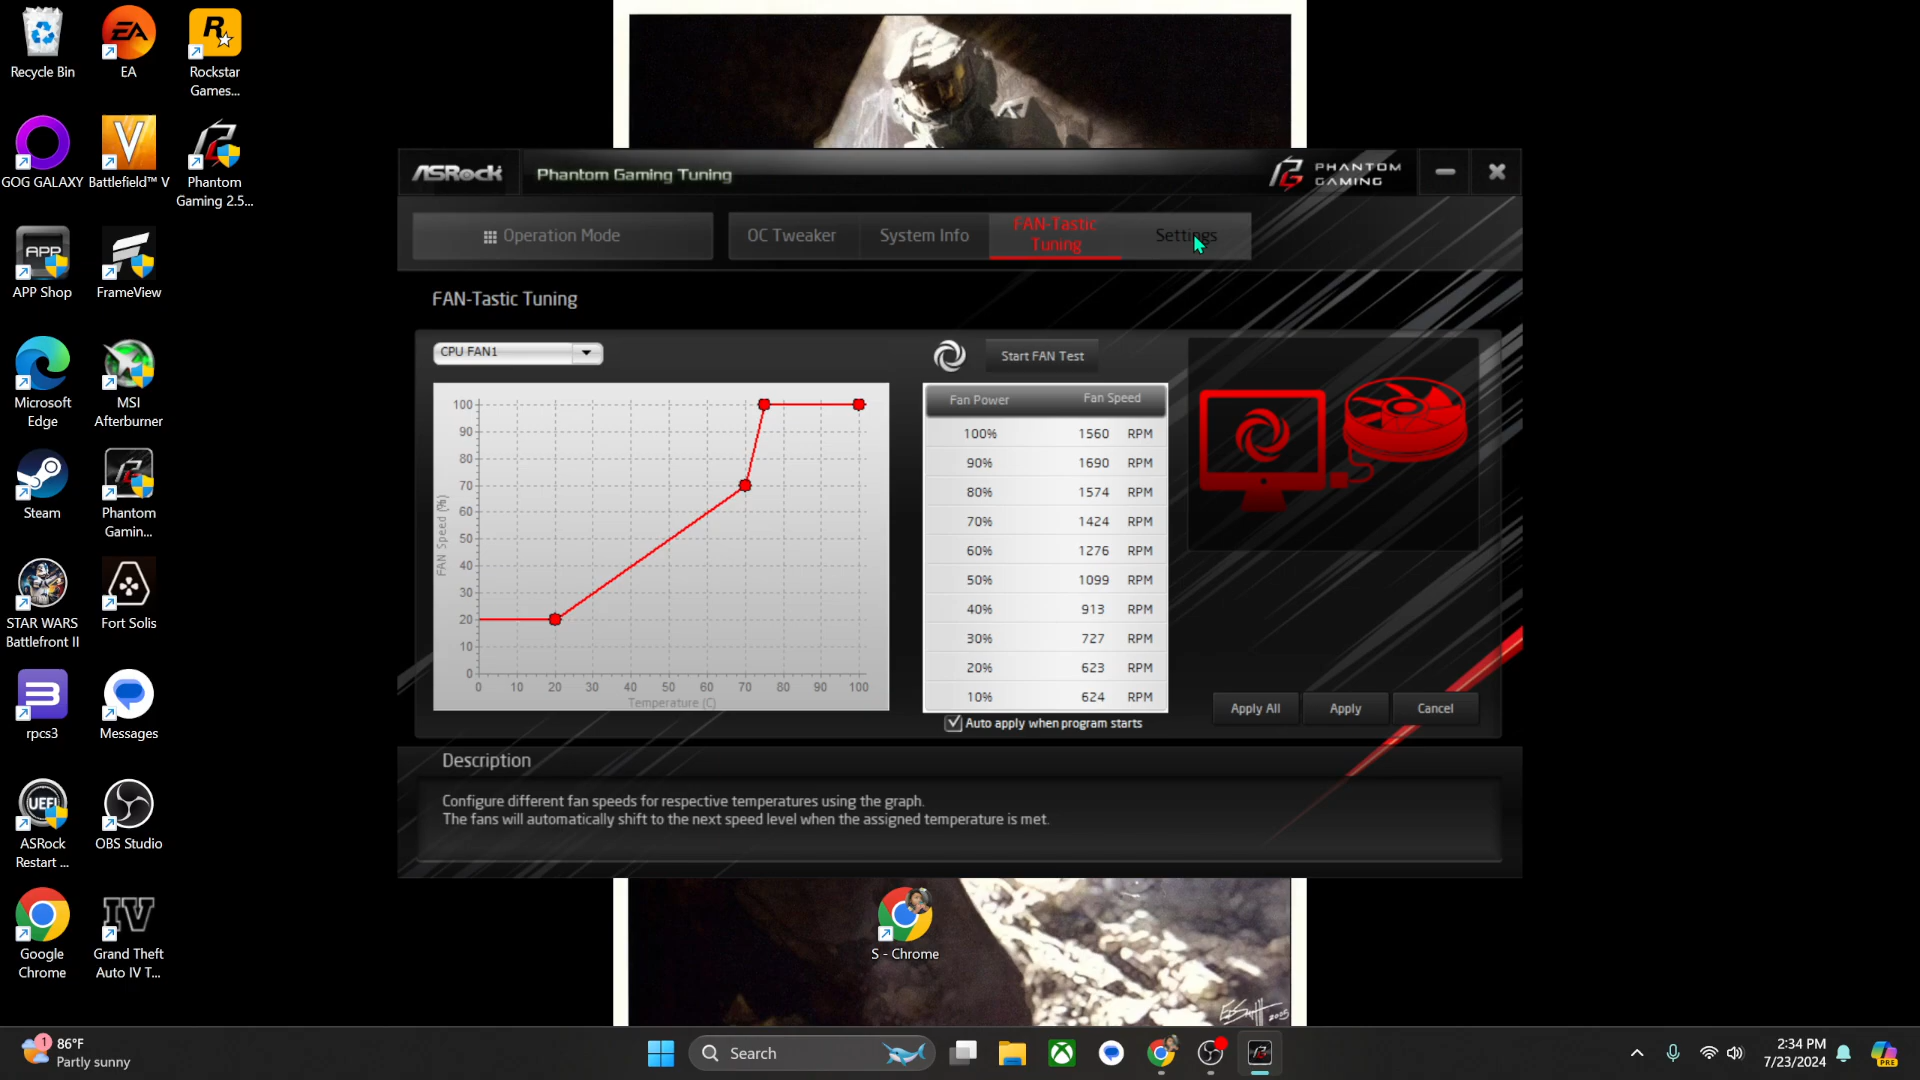 Recycle Bin
EA
Rockstar
Games...
GOG GALAXY
Battlefield™ V
Phantom
Gaming 2.5...
APP
APP Shop
FrameView
Microsoft
Edge
MSI
Afterburner
Steam
Phantom
Gamin...
STAR WARS
Battlefront II
Fort Solis
rpcs3
Messages
UEFI
ASRock
Restart ...
OBS Studio
Google
Chrome
IV
Grand Theft
Auto IV T...
ASRock
Phantom Gaming Tuning
PHANTOM
GAMING
Operation Mode
OC Tweaker
System Info
FAN-Tastic
Tuning
Settings
FAN-Tastic Tuning
CPU FAN1
Start FAN Test
100
90
80
70
60
50
40
30
20
10
0
FAN Speed (%)
0 10 20 30 40 50 60 70 80 90 100
Temperature (C)
Fan Power Fan Speed
100% 1560 RPM
90% 1690 RPM
80% 1574 RPM
70% 1424 RPM
60% 1276 RPM
50% 1099 RPM
40% 913 RPM
30% 727 RPM
20% 623 RPM
10% 624 RPM
Auto apply when program starts
Apply All
Apply
Cancel
Description
Configure different fan speeds for respective temperatures using the graph.
The fans will automatically shift to the next speed level when the assigned temperature is met.
S - Chrome
2005
1
86°F
Partly sunny
Search
2:34 PM
7/23/2024
PRE